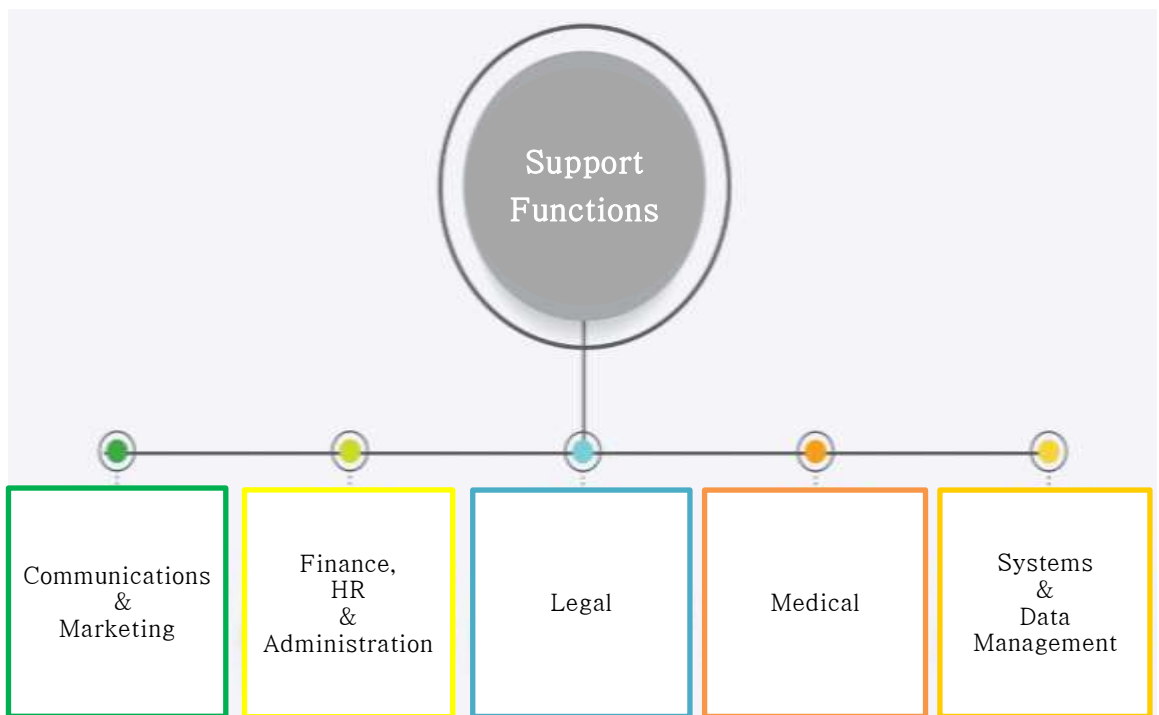 Support
Functions
Communications
&
Marketing
Finance,
HR
&
Administration
Legal
Medical
Systems
&
Data
Management